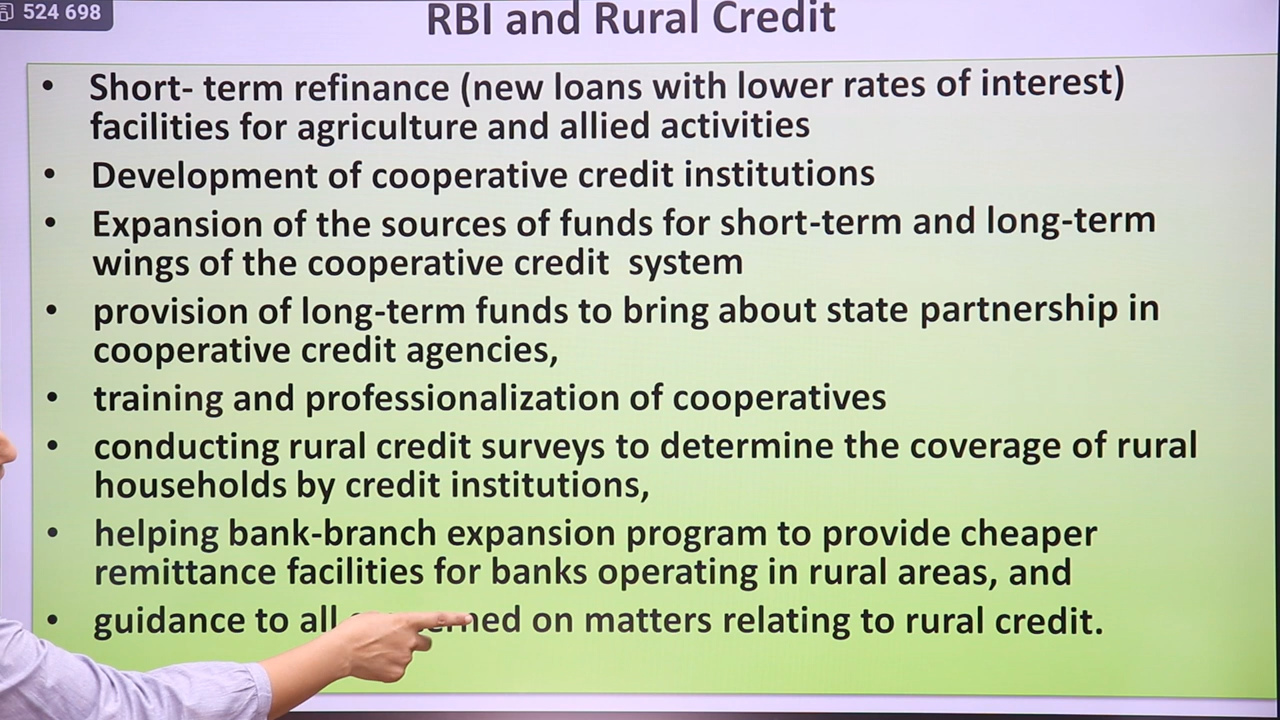 524 698
RBI and Rural Credit
• Short- term refinance (new loans with lower rates of interest)
facilities for agriculture and allied activities
• Development of cooperative credit institutions
• Expansion of the sources of funds for short-term and long-term
wings of the cooperative credit system
• provision of long-term funds to bring about state partnership in
cooperative credit agencies,
• training and professionalization of cooperatives
• conducting rural credit surveys to determine the coverage of rural
households by credit institutions,
• helping bank-branch expansion program to provide cheaper
remittance facilities for banks operating in rural areas, and
• guidance to all on matters relating to rural credit.